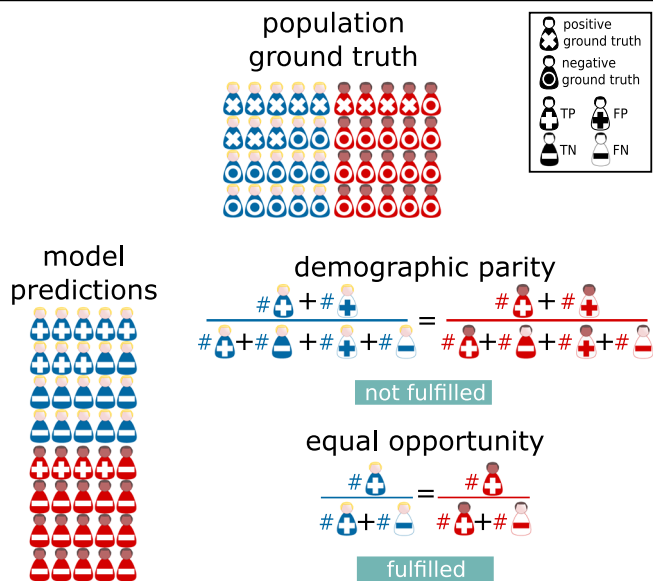 population
ground truth
positive
ground truth
negative
ground truth
TP
FP
TN
FN
model
predictions
demographic parity
# + #
# + # + # + #
=
# + #
# + # + # + #
not fulfilled
equal opportunity
#
# + #
=
#
# + #
fulfilled